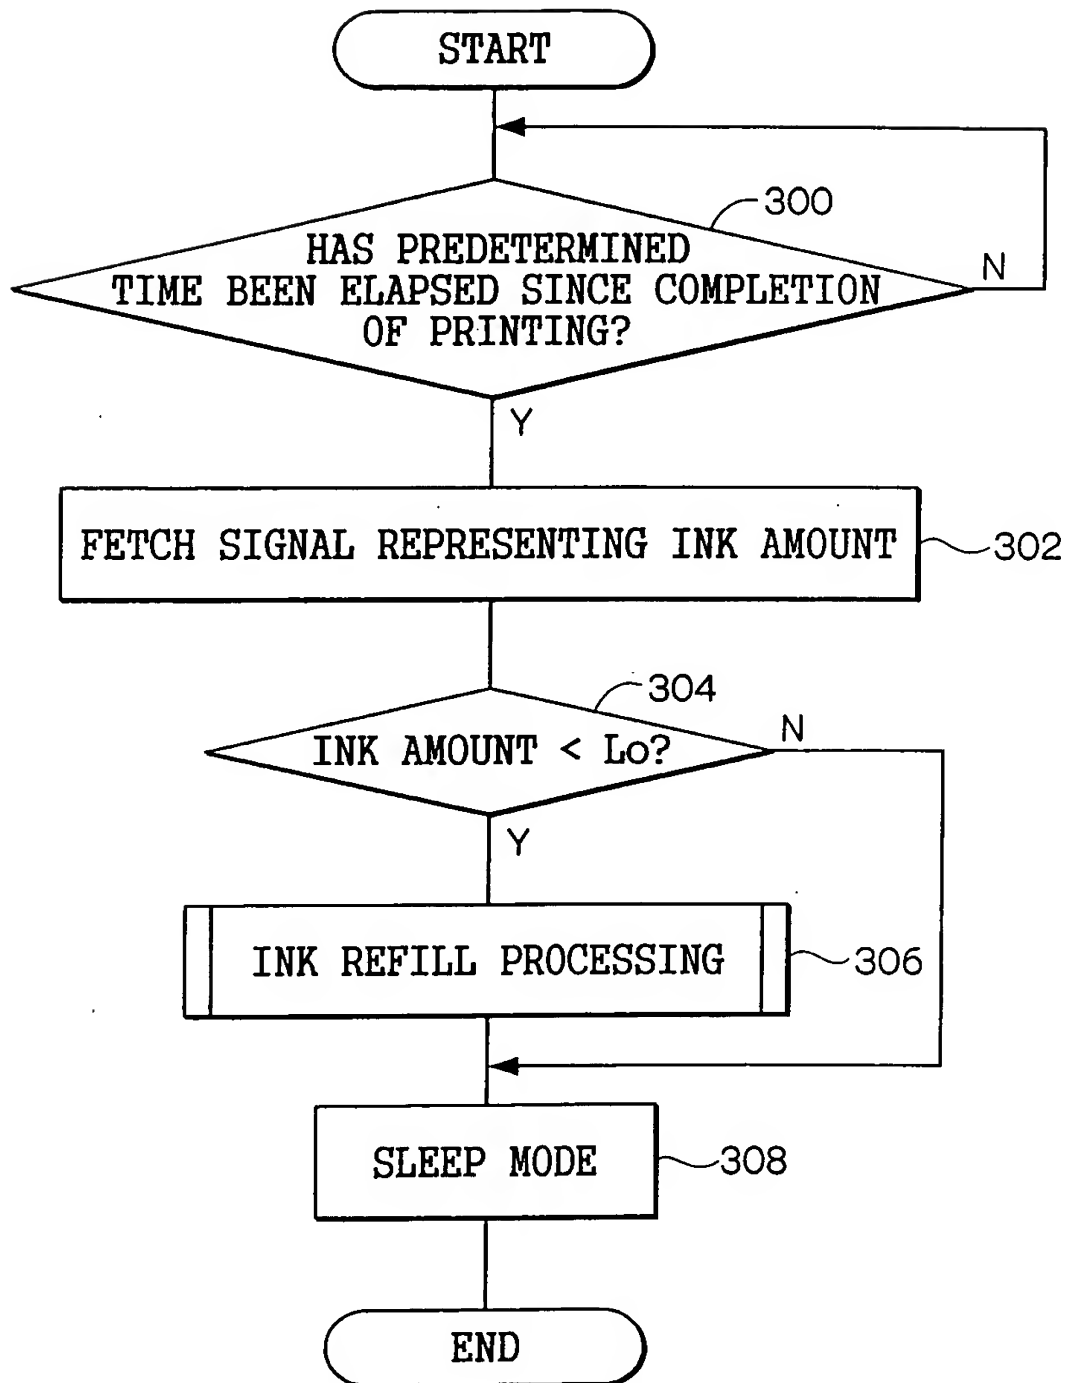 START
300
HAS PREDETERMINED
TIME BEEN ELAPSED SINCE COMPLETION
OF PRINTING?
N
Y
FETCH SIGNAL REPRESENTING INK AMOUNT
302
304
INK AMOUNT < Lo?
N
Y
INK REFILL PROCESSING
306
SLEEP MODE
308
END